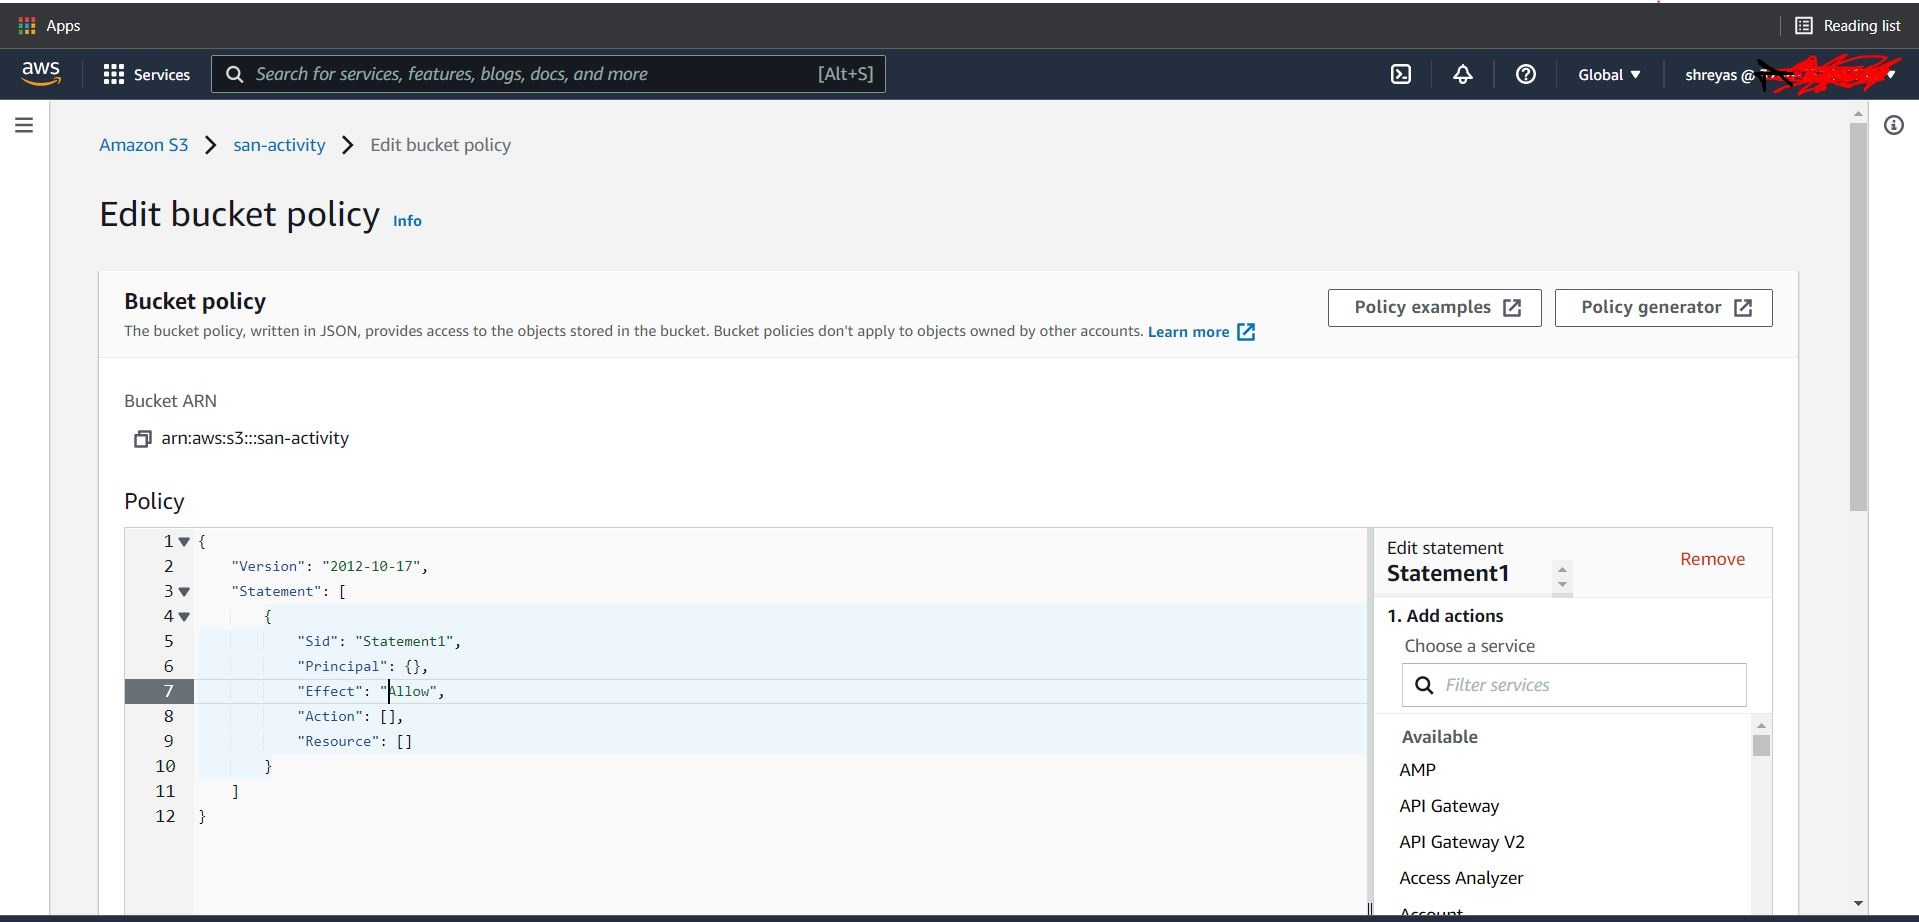 Apps
Reading list
aws
Services
Search for services, features, blogs, docs, and more
[Alt+S]
Global
shreyas @
Amazon S3 > san-activity > Edit bucket policy
Edit bucket policy Info
Bucket policy
The bucket policy, written in JSON, provides access to the objects stored in the bucket. Bucket policies don't apply to objects owned by other accounts. Learn more
Policy examples
Policy generator
Bucket ARN
arn:aws:s3:::san-activity
Policy
1 {
2 "Version": "2012-10-17",
3 "Statement": [
4 {
5 "Sid": "Statement1",
6 "Principal": {},
7 "Effect": "Allow",
8 "Action": [],
9 "Resource": []
10 }
11 ]
12 }
Edit statement
Statement1
Remove
1. Add actions
Choose a service
Filter services
Available
AMP
API Gateway
API Gateway V2
Access Analyzer
Account